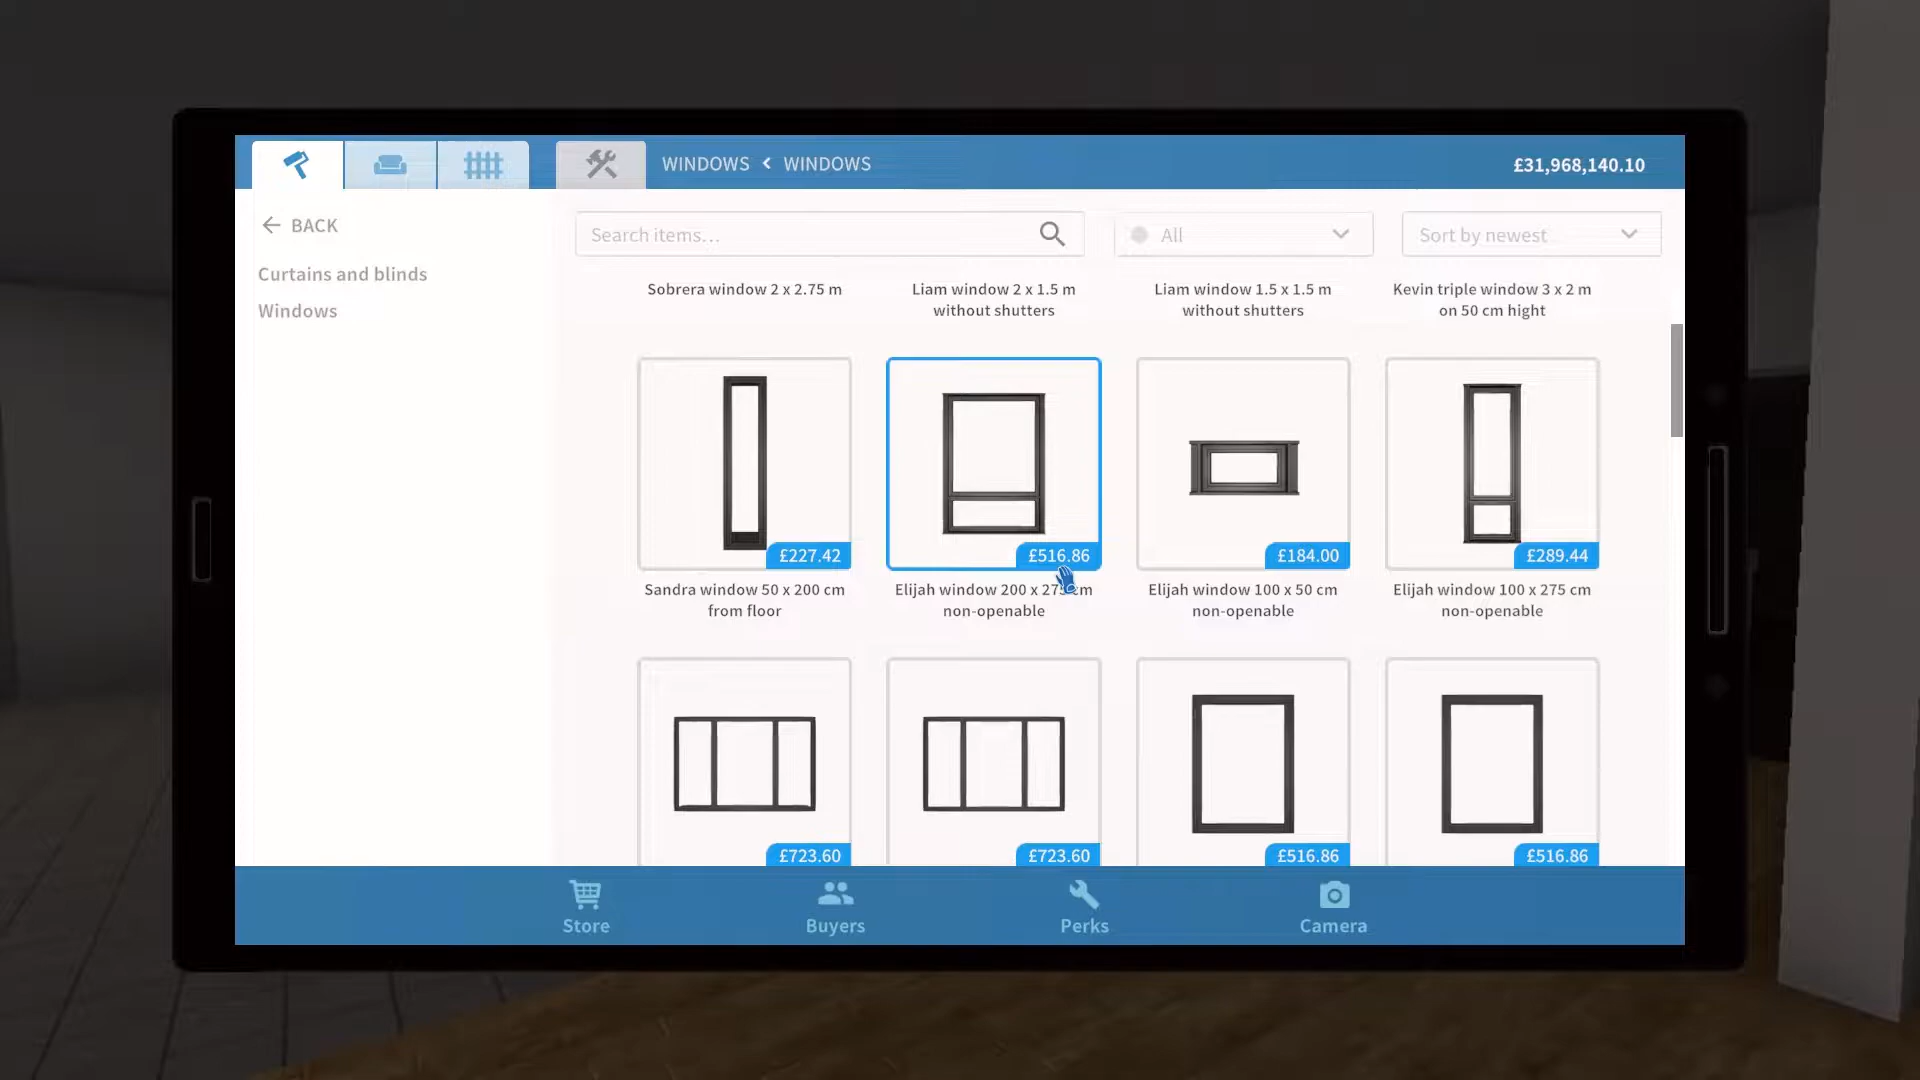 WINDOWS < WINDOWS
£31,968,140.10
BACK
Curtains and blinds
Windows
Search items...
All
Sort by newest
Sobrera window 2 x 2.75 m
Liam window 2 x 1.5 m
without shutters
Liam window 1.5 x 1.5 m
without shutters
Kevin triple window 3 x 2 m
on 50 cm hight
£227.42
£516.86
£184.00
£289.44
Sandra window 50 x 200 cm
from floor
Elijah window 200 x 275 cm
non-openable
Elijah window 100 x 50 cm
non-openable
Elijah window 100 x 275 cm
non-openable
£723.60
£723.60
£516.86
£516.86
Store
Buyers
Perks
Camera